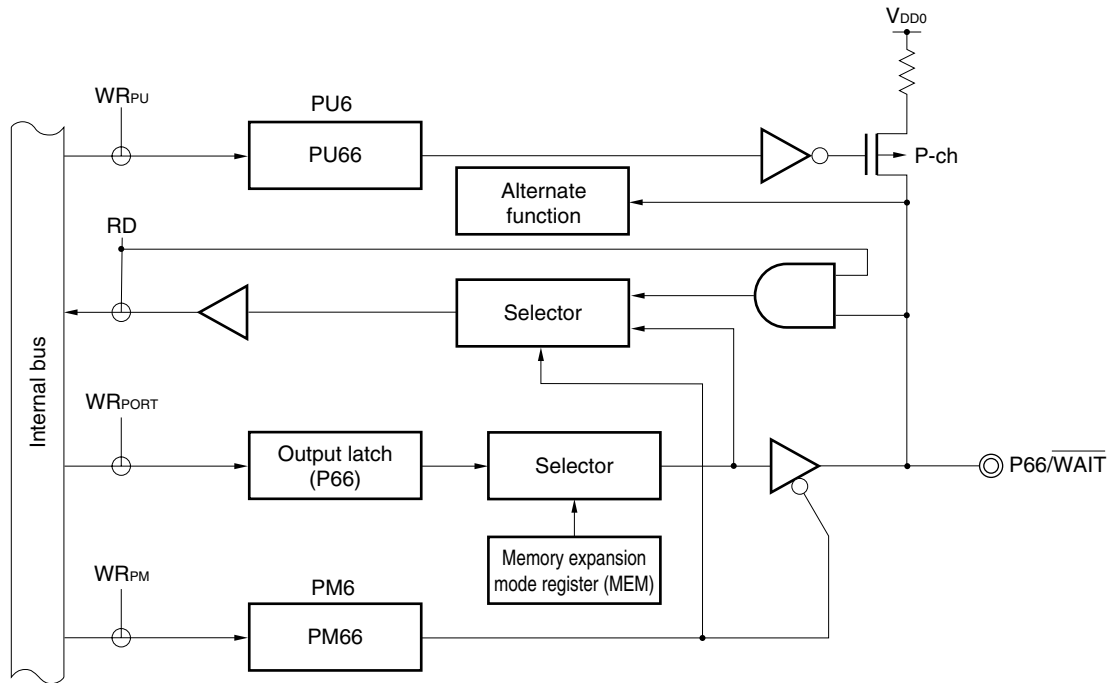 VDD0
WRPU
PU6
PU66
P-ch
Alternate
function
RD
Selector
Internal bus
WRPORT
Output latch
(P66)
Selector
P66/WAIT
Memory expansion
mode register (MEM)
WRPM
PM6
PM66